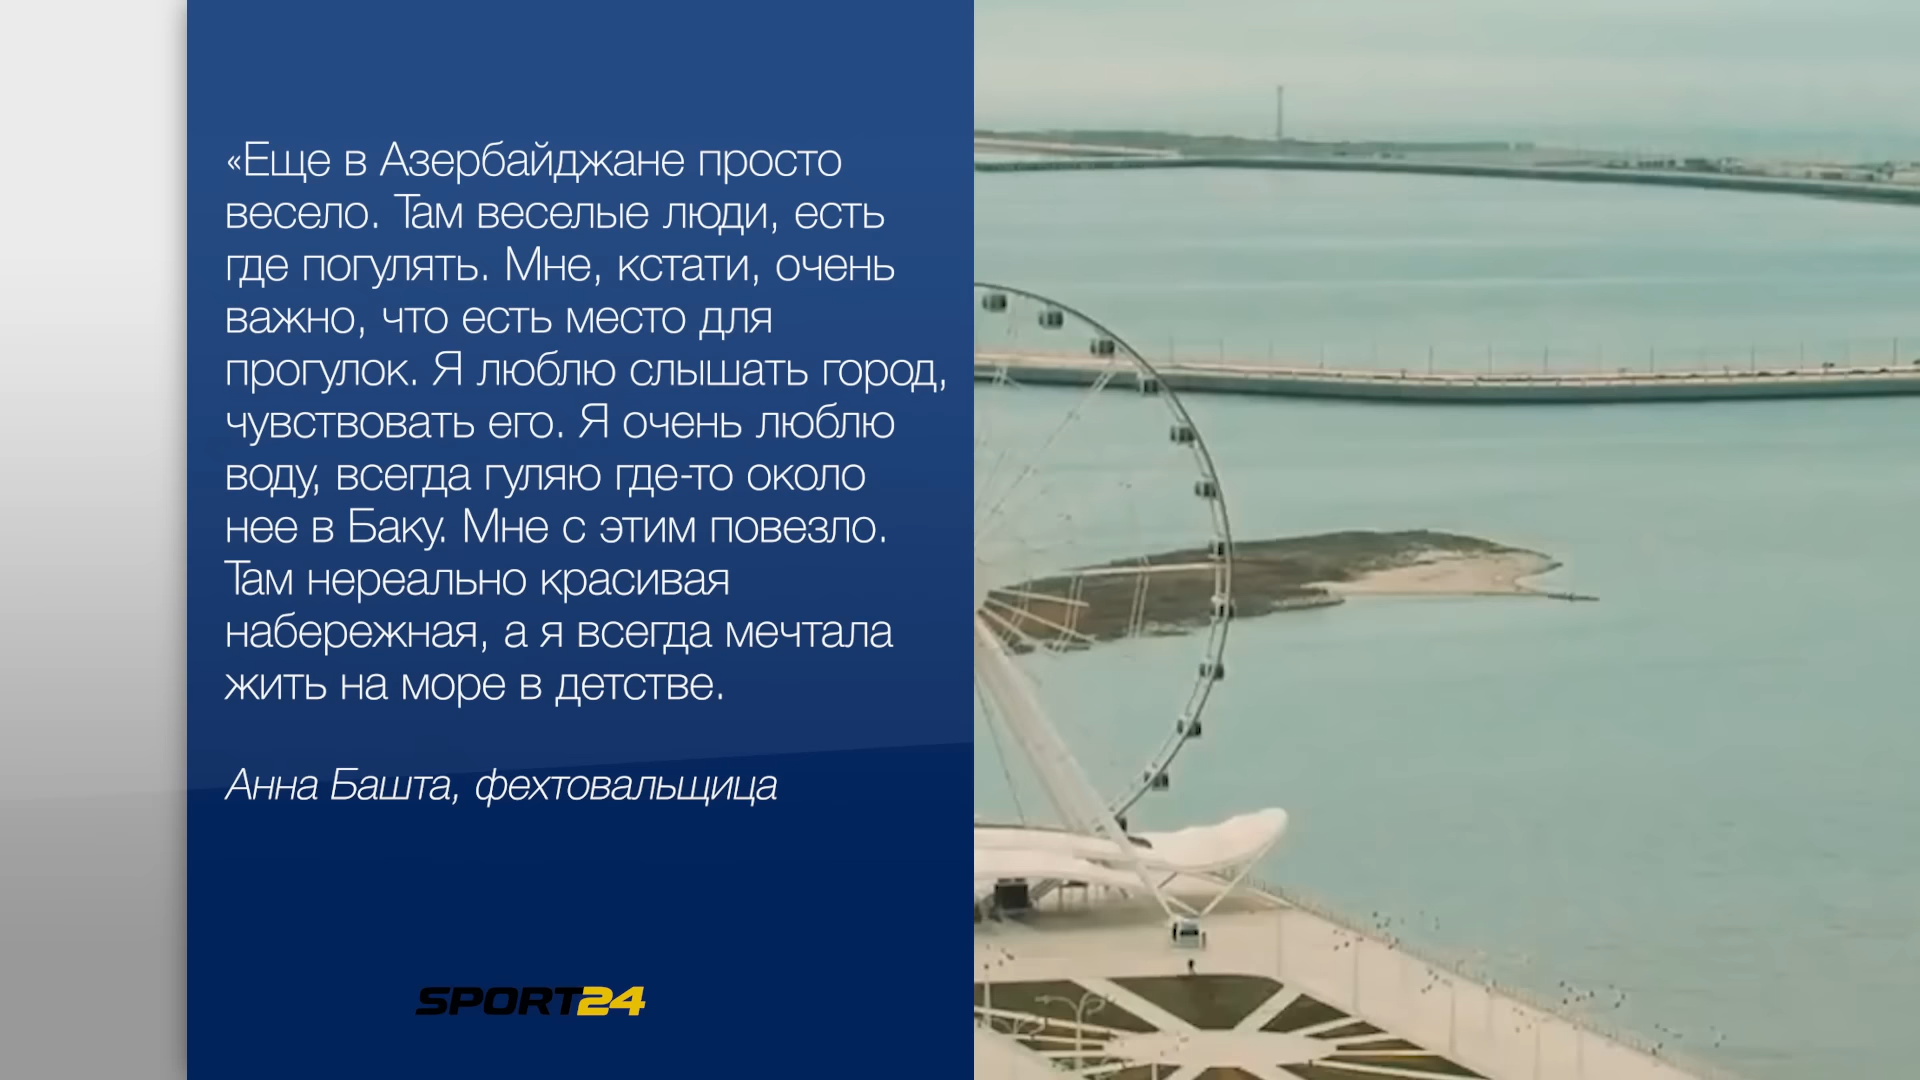 «Еще в Азербайджане просто
весело. Там веселые люди, есть
где погулять. Мне, кстати, очень
важно, что есть место для
прогулок. Я люблю слышать город,
чувствовать его. Я очень люблю
воду, всегда гуляю где-то около
нее в Баку. Мне с этим повезло.
Там нереально красивая
набережная, а я всегда мечтала
жить на море в детстве.
Анна Башта, фехтовальщица
SPORT24